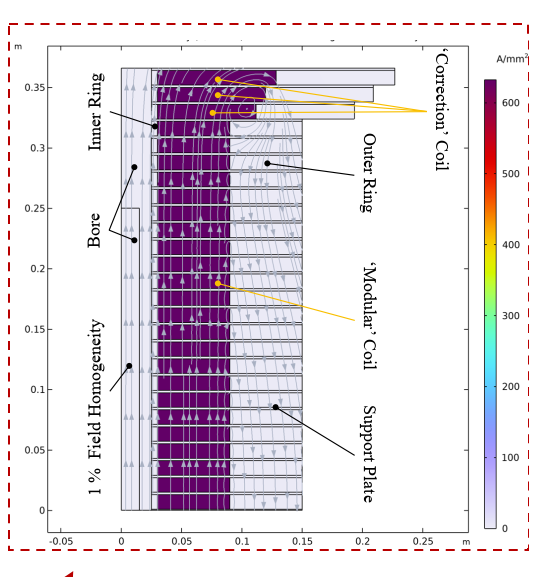 m
A/mm²
0.35
0.3
0.25
0.2
0.15
0.1
0.05
0
-0.05
0
0.05
0.1
0.15
0.2
0.25
m
600
500
400
300
200
100
0
Inner Ring
Bore
1 % Field Homogeneity
'Correction' Coil
Outer Ring
'Modular' Coil
Support Plate